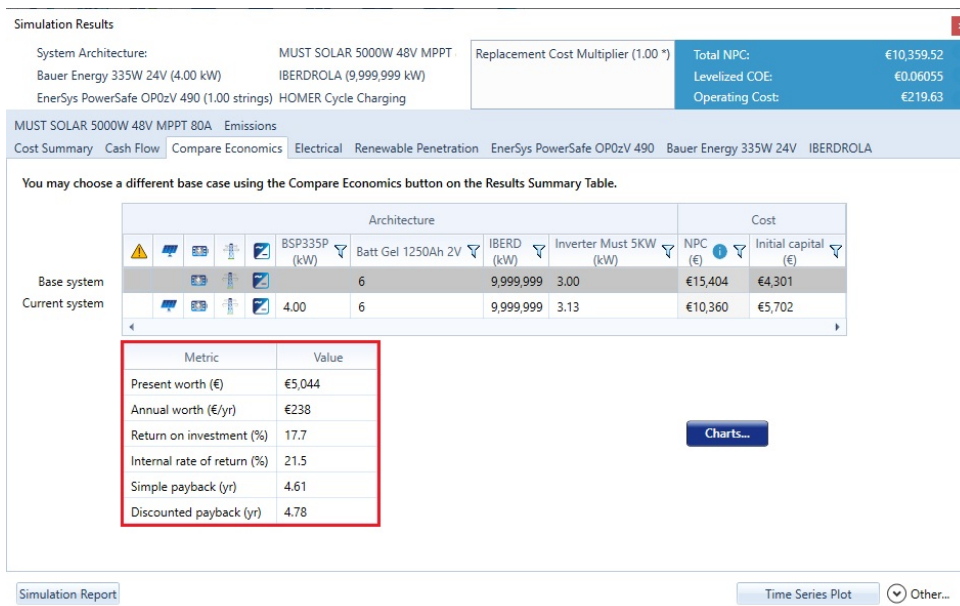 Simulation Results
System Architecture: MUST SOLAR 5000W 48V MPPT Replacement Cost Multiplier (1.00 *) Total NPC: €10,359.52
Bauer Energy 335W 24V (4.00 kW) IBERDROLA (9,999,999 kW) Levelized COE: €0.06055
EnerSys PowerSafe OP0zV 490 (1.00 strings) HOMER Cycle Charging Operating Cost: €219.63
MUST SOLAR 5000W 48V MPPT 80A Emissions
Cost Summary Cash Flow Compare Economics Electrical Renewable Penetration EnerSys PowerSafe OP0zV 490 Bauer Energy 335W 24V IBERDROLA
You may choose a different base case using the Compare Economics button on the Results Summary Table.
Architecture Cost
BSP335P (kW) Batt Gel 1250Ah 2V IBERD (kW) Inverter Must 5KW (kW) NPC (€) Initial capital (€)
Base system 6 9,999,999 3.00 €15,404 €4,301
Current system 4.00 6 9,999,999 3.13 €10,360 €5,702
Metric Value
Present worth (€) €5,044
Annual worth (€/yr) €238
Return on investment (%) 17.7
Charts...
Internal rate of return (%) 21.5
Simple payback (yr) 4.61
Discounted payback (yr) 4.78
Simulation Report Time Series Plot Other...